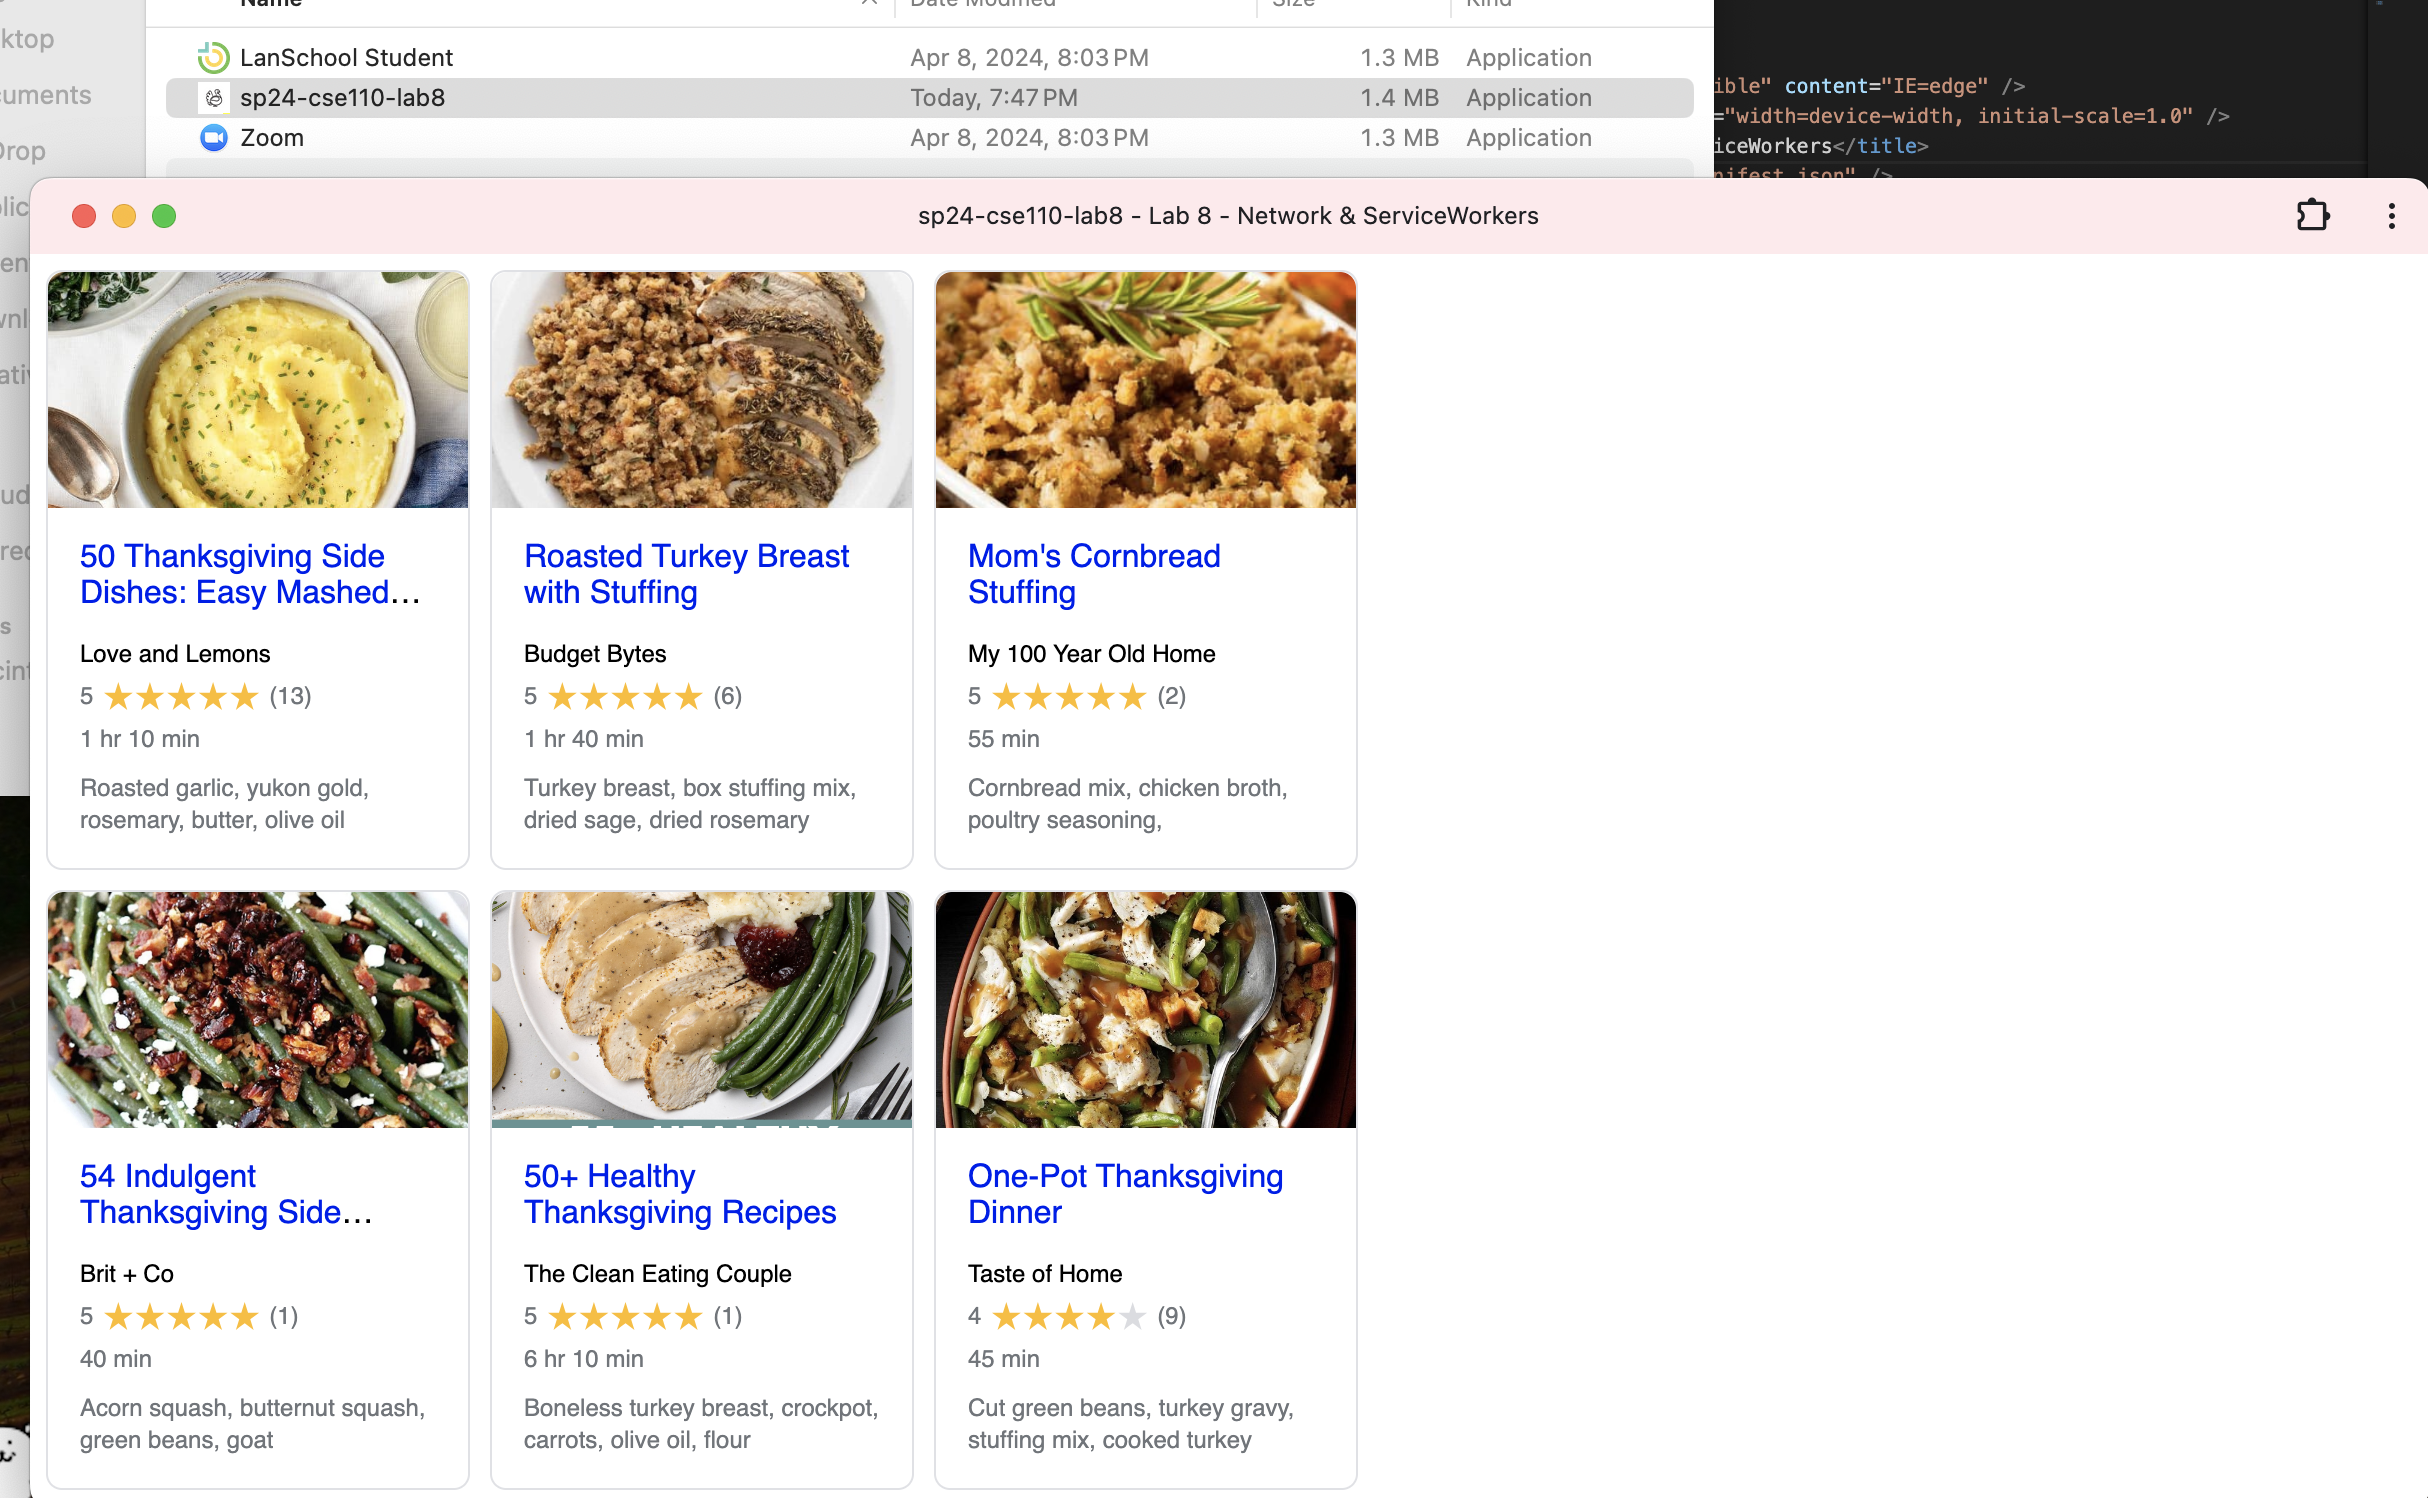 Name
Date Modified
Size
Kind
LanSchool Student
Apr 8, 2024, 8:03 PM
1.3 MB
Application
sp24-cse110-lab8
Today, 7:47 PM
1.4 MB
Application
Zoom
Apr 8, 2024, 8:03 PM
1.3 MB
Application
ktop
uments
Drop
ible" content="IE=edge" />
="width=device-width, initial-scale=1.0" />
iceWorkers</title>
nifest.json" />
sp24-cse110-lab8 - Lab 8 - Network & ServiceWorkers
50 Thanksgiving Side
Dishes: Easy Mashed…
Love and Lemons
5 ★★★★★ (13)
1 hr 10 min
Roasted garlic, yukon gold,
rosemary, butter, olive oil
Roasted Turkey Breast
with Stuffing
Budget Bytes
5 ★★★★★ (6)
1 hr 40 min
Turkey breast, box stuffing mix,
dried sage, dried rosemary
Mom's Cornbread
Stuffing
My 100 Year Old Home
5 ★★★★★ (2)
55 min
Cornbread mix, chicken broth,
poultry seasoning,
54 Indulgent
Thanksgiving Side…
Brit + Co
5 ★★★★★ (1)
40 min
Acorn squash, butternut squash,
green beans, goat
50+ Healthy
Thanksgiving Recipes
The Clean Eating Couple
5 ★★★★★ (1)
6 hr 10 min
Boneless turkey breast, crockpot,
carrots, olive oil, flour
One-Pot Thanksgiving
Dinner
Taste of Home
4 ★★★★★ (9)
45 min
Cut green beans, turkey gravy,
stuffing mix, cooked turkey